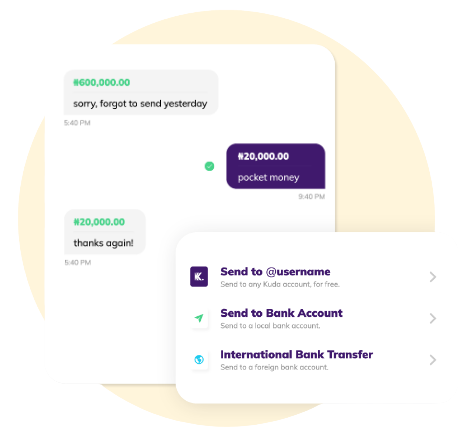 ₦600,000.00
sorry, forgot to send yesterday
5:40 PM
₦20,000.00
pocket money
9:40 PM
₦20,000.00
thanks again!
5:40 PM
K.
Send to @username
Send to any Kuda account, for free.
Send to Bank Account
Send to a local bank account.
International Bank Transfer
Send to a foreign bank account.